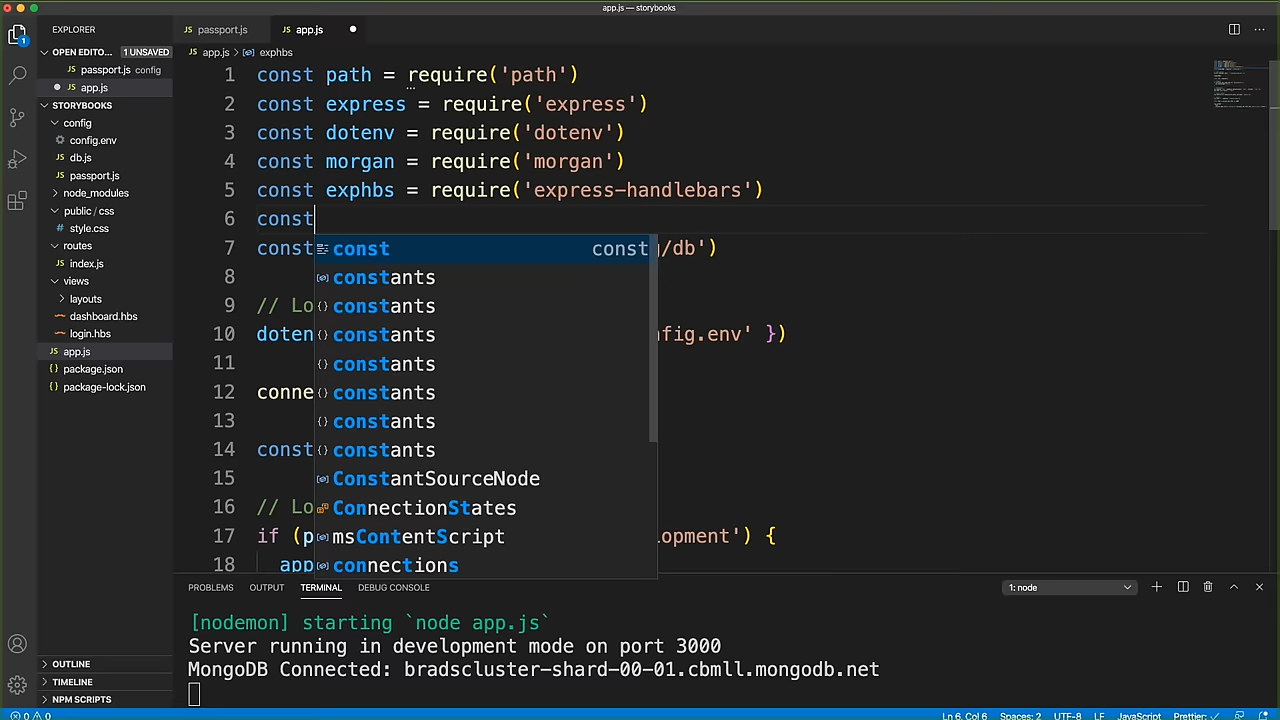 app.js — storybooks
EXPLORER
passport.js
app.js
OPEN EDITO...
1 UNSAVED
passport.js config
app.js
STORYBOOKS
config
config.env
db.js
passport.js
node_modules
public / css
style.css
routes
index.js
views
layouts
dashboard.hbs
login.hbs
app.js
package.json
package-lock.json
OUTLINE
TIMELINE
NPM SCRIPTS
app.js > exphbs
1 const path = require('path')
2 const express = require('express')
3 const dotenv = require('dotenv')
4 const morgan = require('morgan')
5 const exphbs = require('express-handlebars')
6 const
7 const g/db')
8
9 // Lo
10 doten nfig.env' })
11
12 conne
13
14 const
15
16 // Lo
17 if (p lopment') {
18 app
const const
constants
constants
constants
constants
constants
constants
constants
ConstantSourceNode
ConnectionStates
msContentScript
connections
PROBLEMS OUTPUT TERMINAL DEBUG CONSOLE
1: node
[nodemon] starting `node app.js`
Server running in development mode on port 3000
MongoDB Connected: bradscluster-shard-00-01.cbmll.mongodb.net
0 0
Ln 6, Col 6 Spaces: 2 UTF-8 LF JavaScript Prettier: ✓